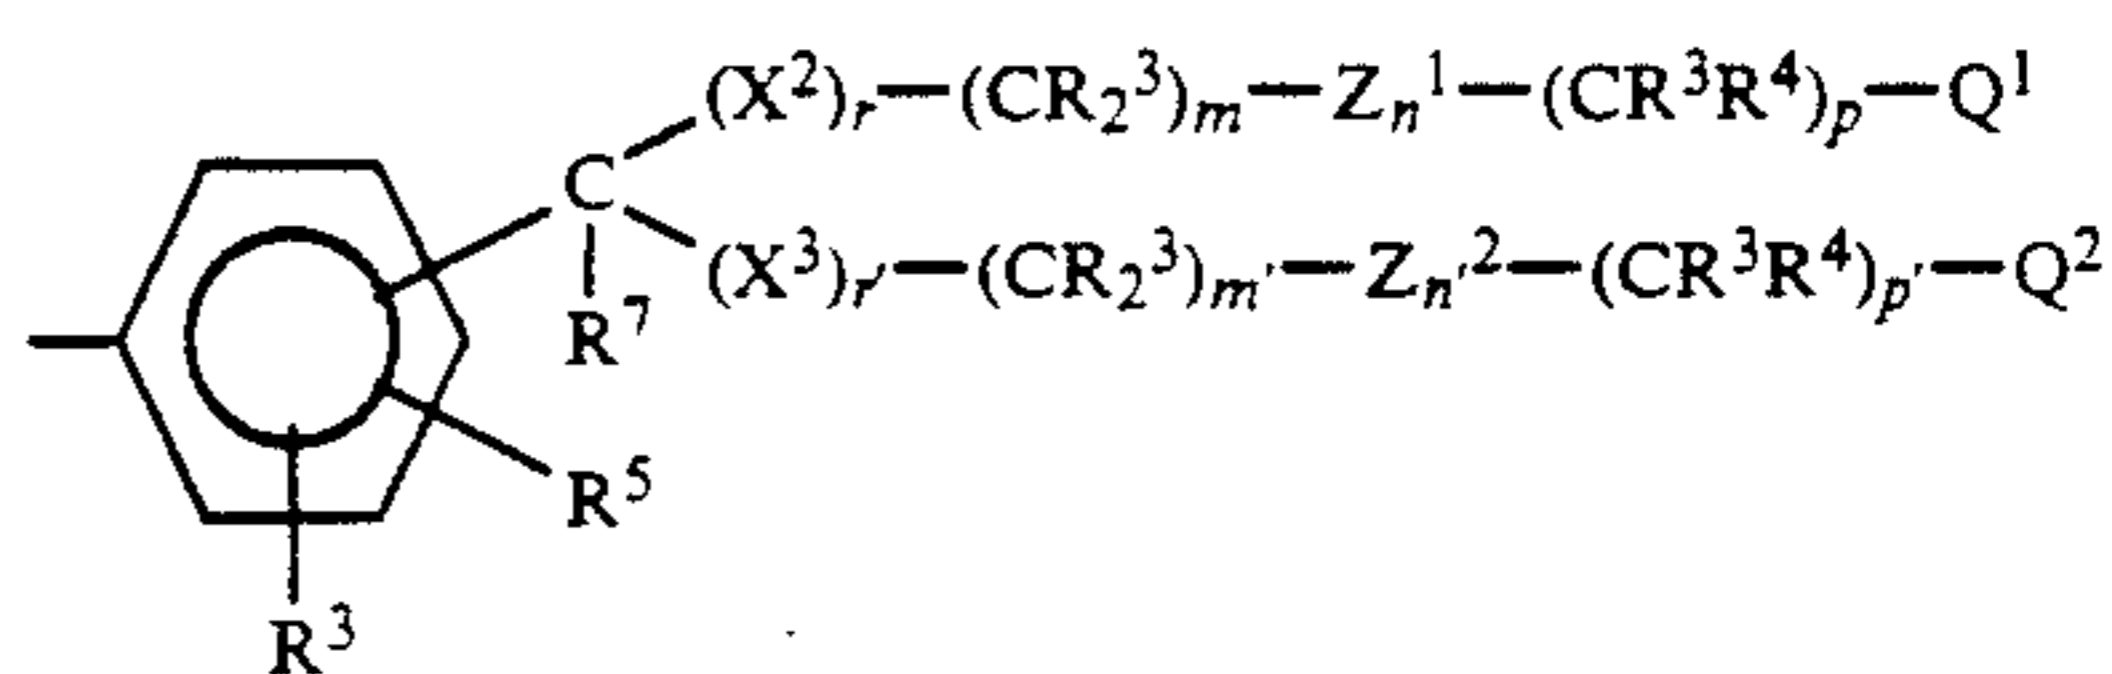 (X²)ᵣ—(CR₂³)ₘ—Zₙ¹—(CR³R⁴)ₚ—Q¹
C
(X³)ᵣ′—(CR₂³)ₘ′—Zₙ′²—(CR³R⁴)ₚ′—Q²
R⁷
R⁵
R³